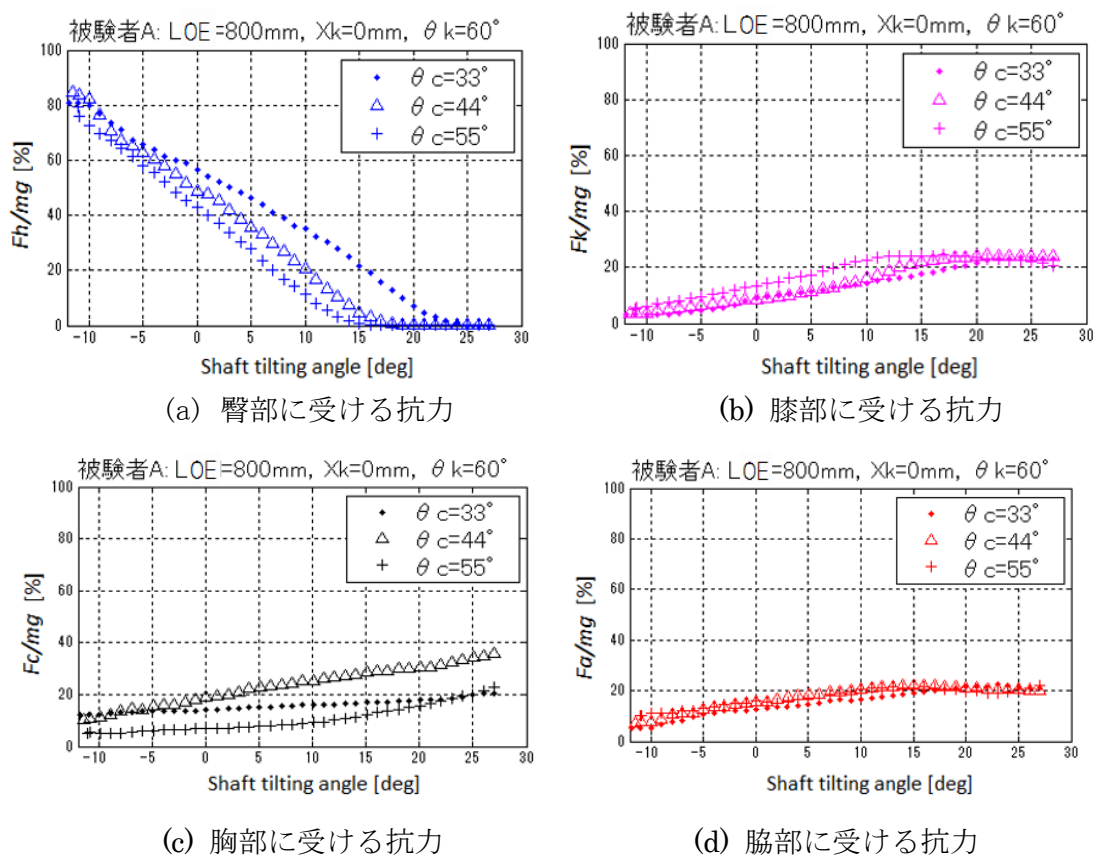 被験者A: LOE=800mm, Xk=0mm, θk=60°
100
80
60
40
20
0
Fh/mg [%]
θc=33°
θc=44°
θc=55°
-10 -5 0 5 10 15 20 25 30
Shaft tilting angle [deg]
(a) 臀部に受ける抗力
被験者A: LOE=800mm, Xk=0mm, θk=60°
100
80
60
40
20
0
Fk/mg [%]
θc=33°
θc=44°
θc=55°
-10 -5 0 5 10 15 20 25 30
Shaft tilting angle [deg]
(b) 膝部に受ける抗力
被験者A: LOE=800mm, Xk=0mm, θk=60°
100
80
60
40
20
0
Fc/mg [%]
θc=33°
θc=44°
θc=55°
-10 -5 0 5 10 15 20 25 30
Shaft tilting angle [deg]
(c) 胸部に受ける抗力
被験者A: LOE=800mm, Xk=0mm, θk=60°
100
80
60
40
20
0
Fa/mg [%]
θc=33°
θc=44°
θc=55°
-10 -5 0 5 10 15 20 25 30
Shaft tilting angle [deg]
(d) 脇部に受ける抗力